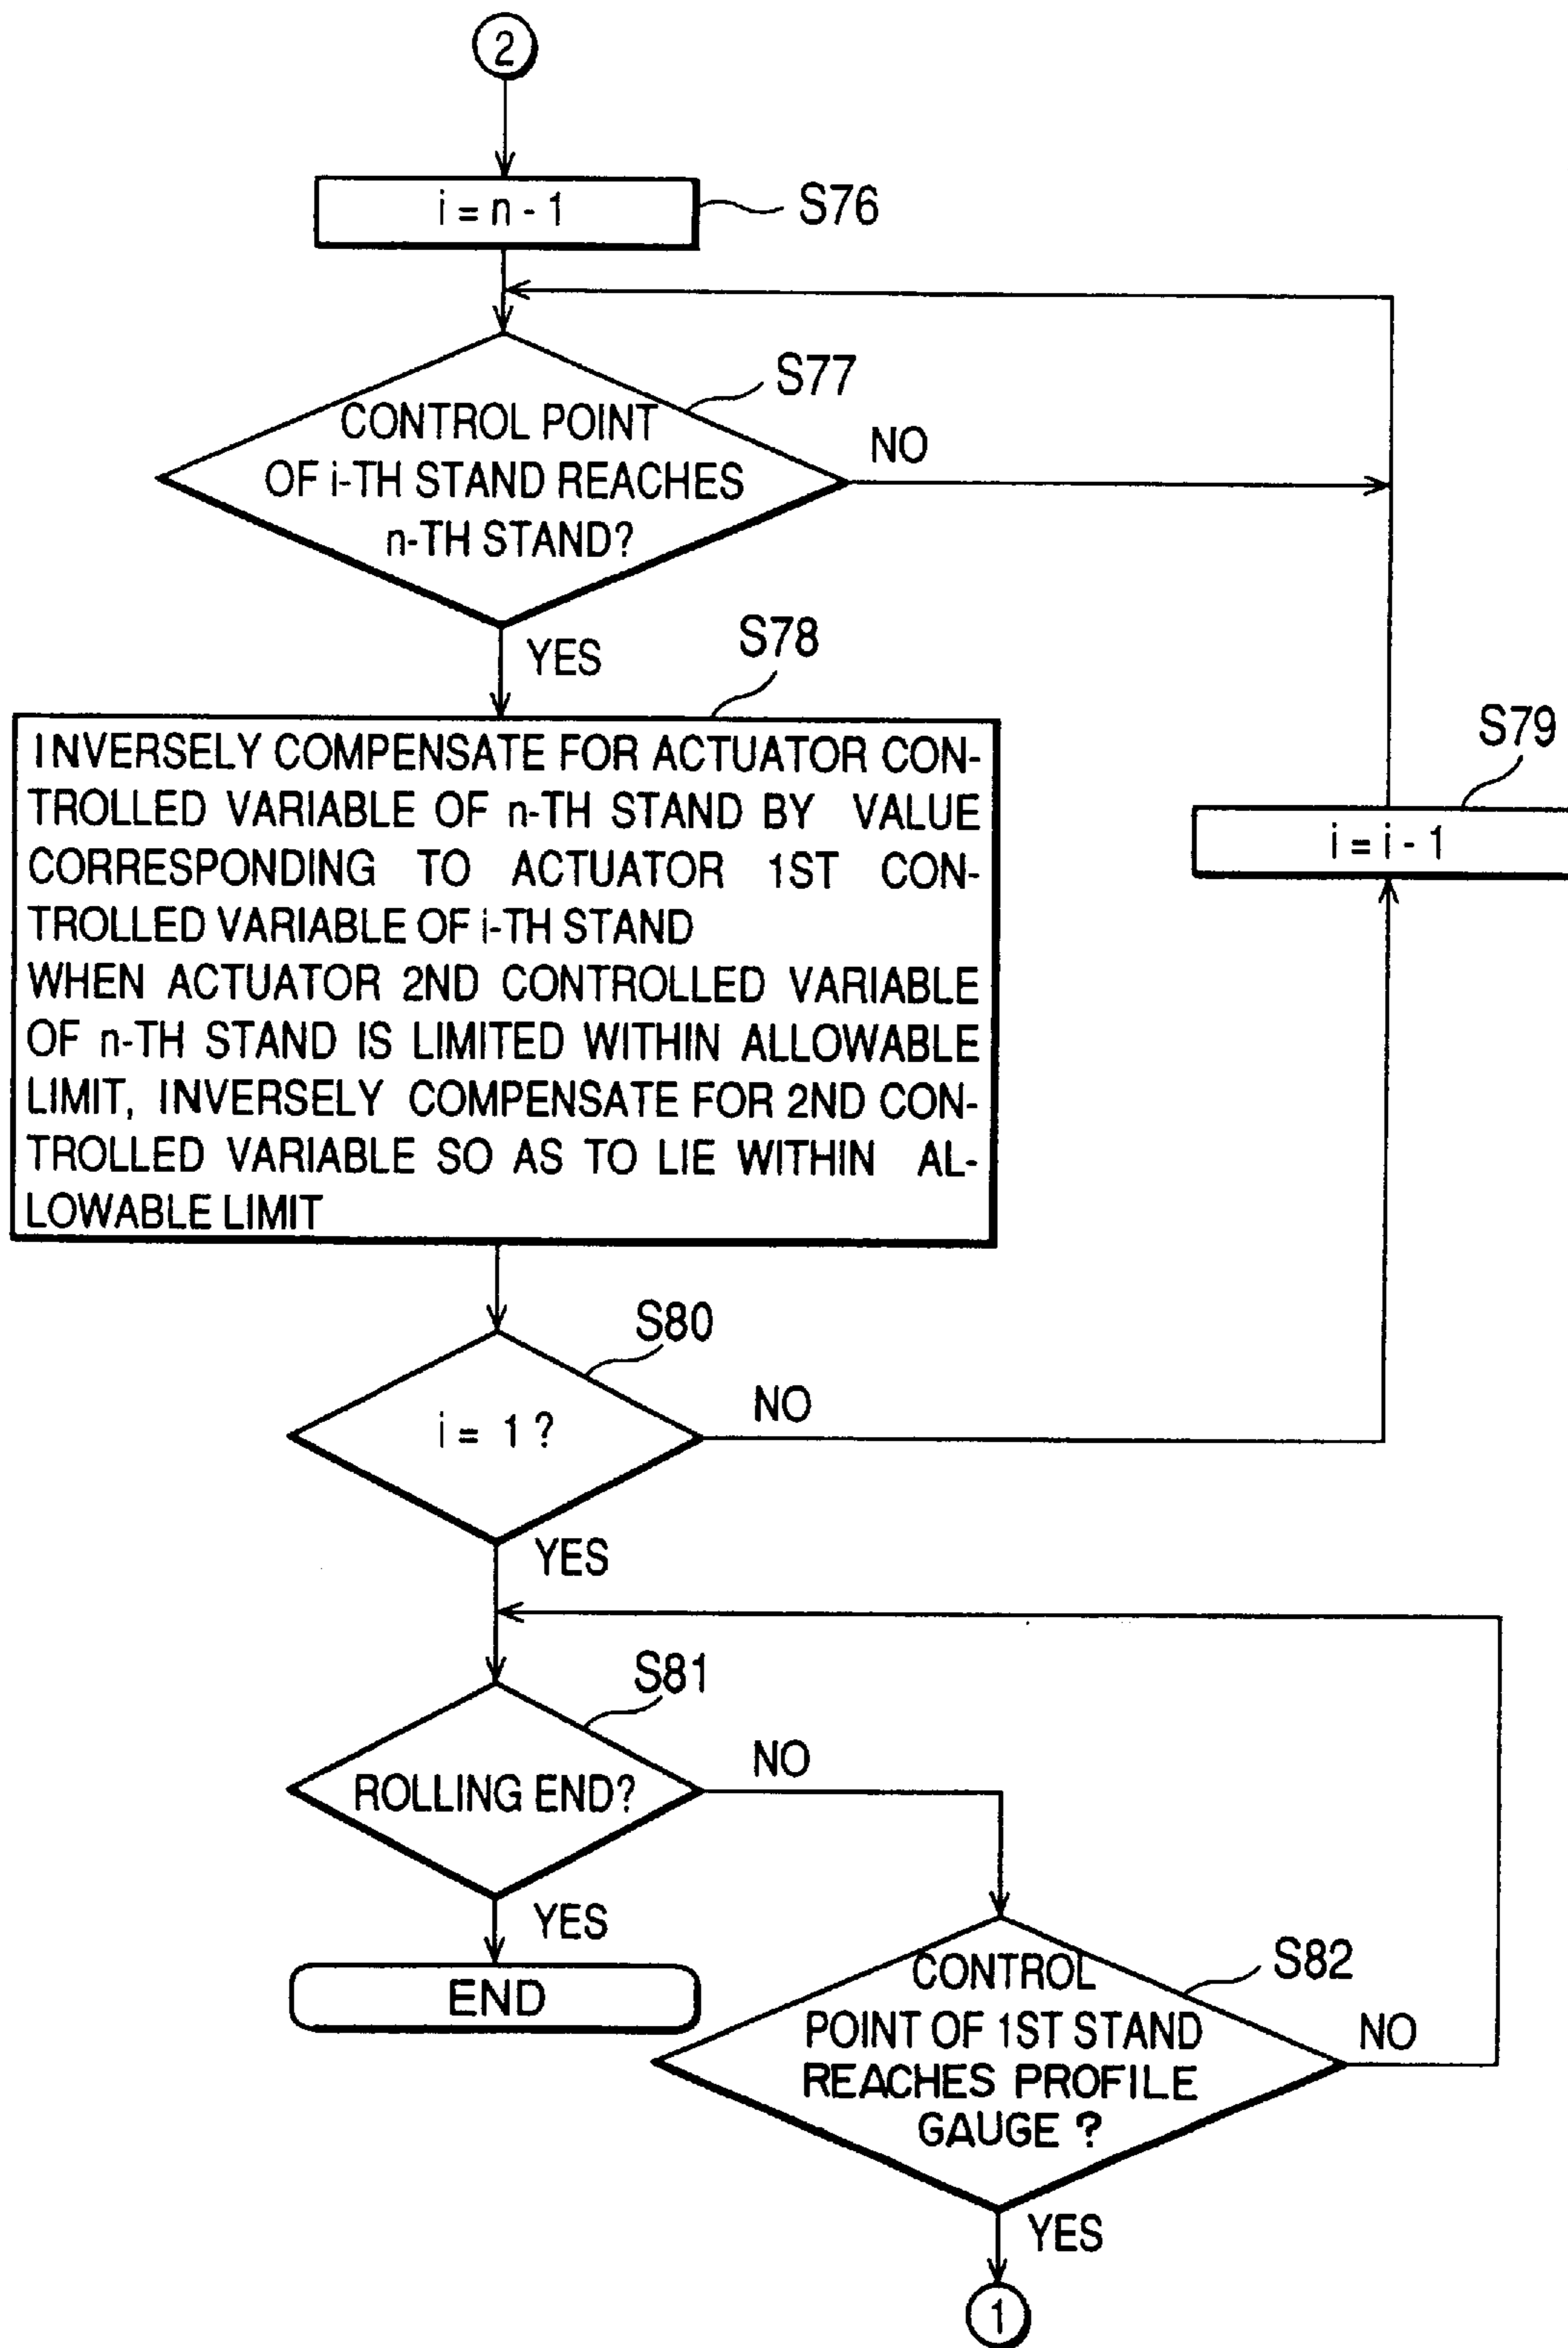 2
i = n - 1
S76
S77
CONTROL POINT
OF i-TH STAND REACHES
n-TH STAND?
NO
YES
S78
INVERSELY COMPENSATE FOR ACTUATOR CON-
TROLLED VARIABLE OF n-TH STAND BY VALUE
CORRESPONDING TO ACTUATOR 1ST CON-
TROLLED VARIABLE OF i-TH STAND
WHEN ACTUATOR 2ND CONTROLLED VARIABLE
OF n-TH STAND IS LIMITED WITHIN ALLOWABLE
LIMIT, INVERSELY COMPENSATE FOR 2ND CON-
TROLLED VARIABLE SO AS TO LIE WITHIN AL-
LOWABLE LIMIT
S79
i = i - 1
S80
i = 1 ?
NO
YES
S81
ROLLING END?
NO
YES
END
S82
CONTROL
POINT OF 1ST STAND
REACHES PROFILE
GAUGE ?
NO
YES
1